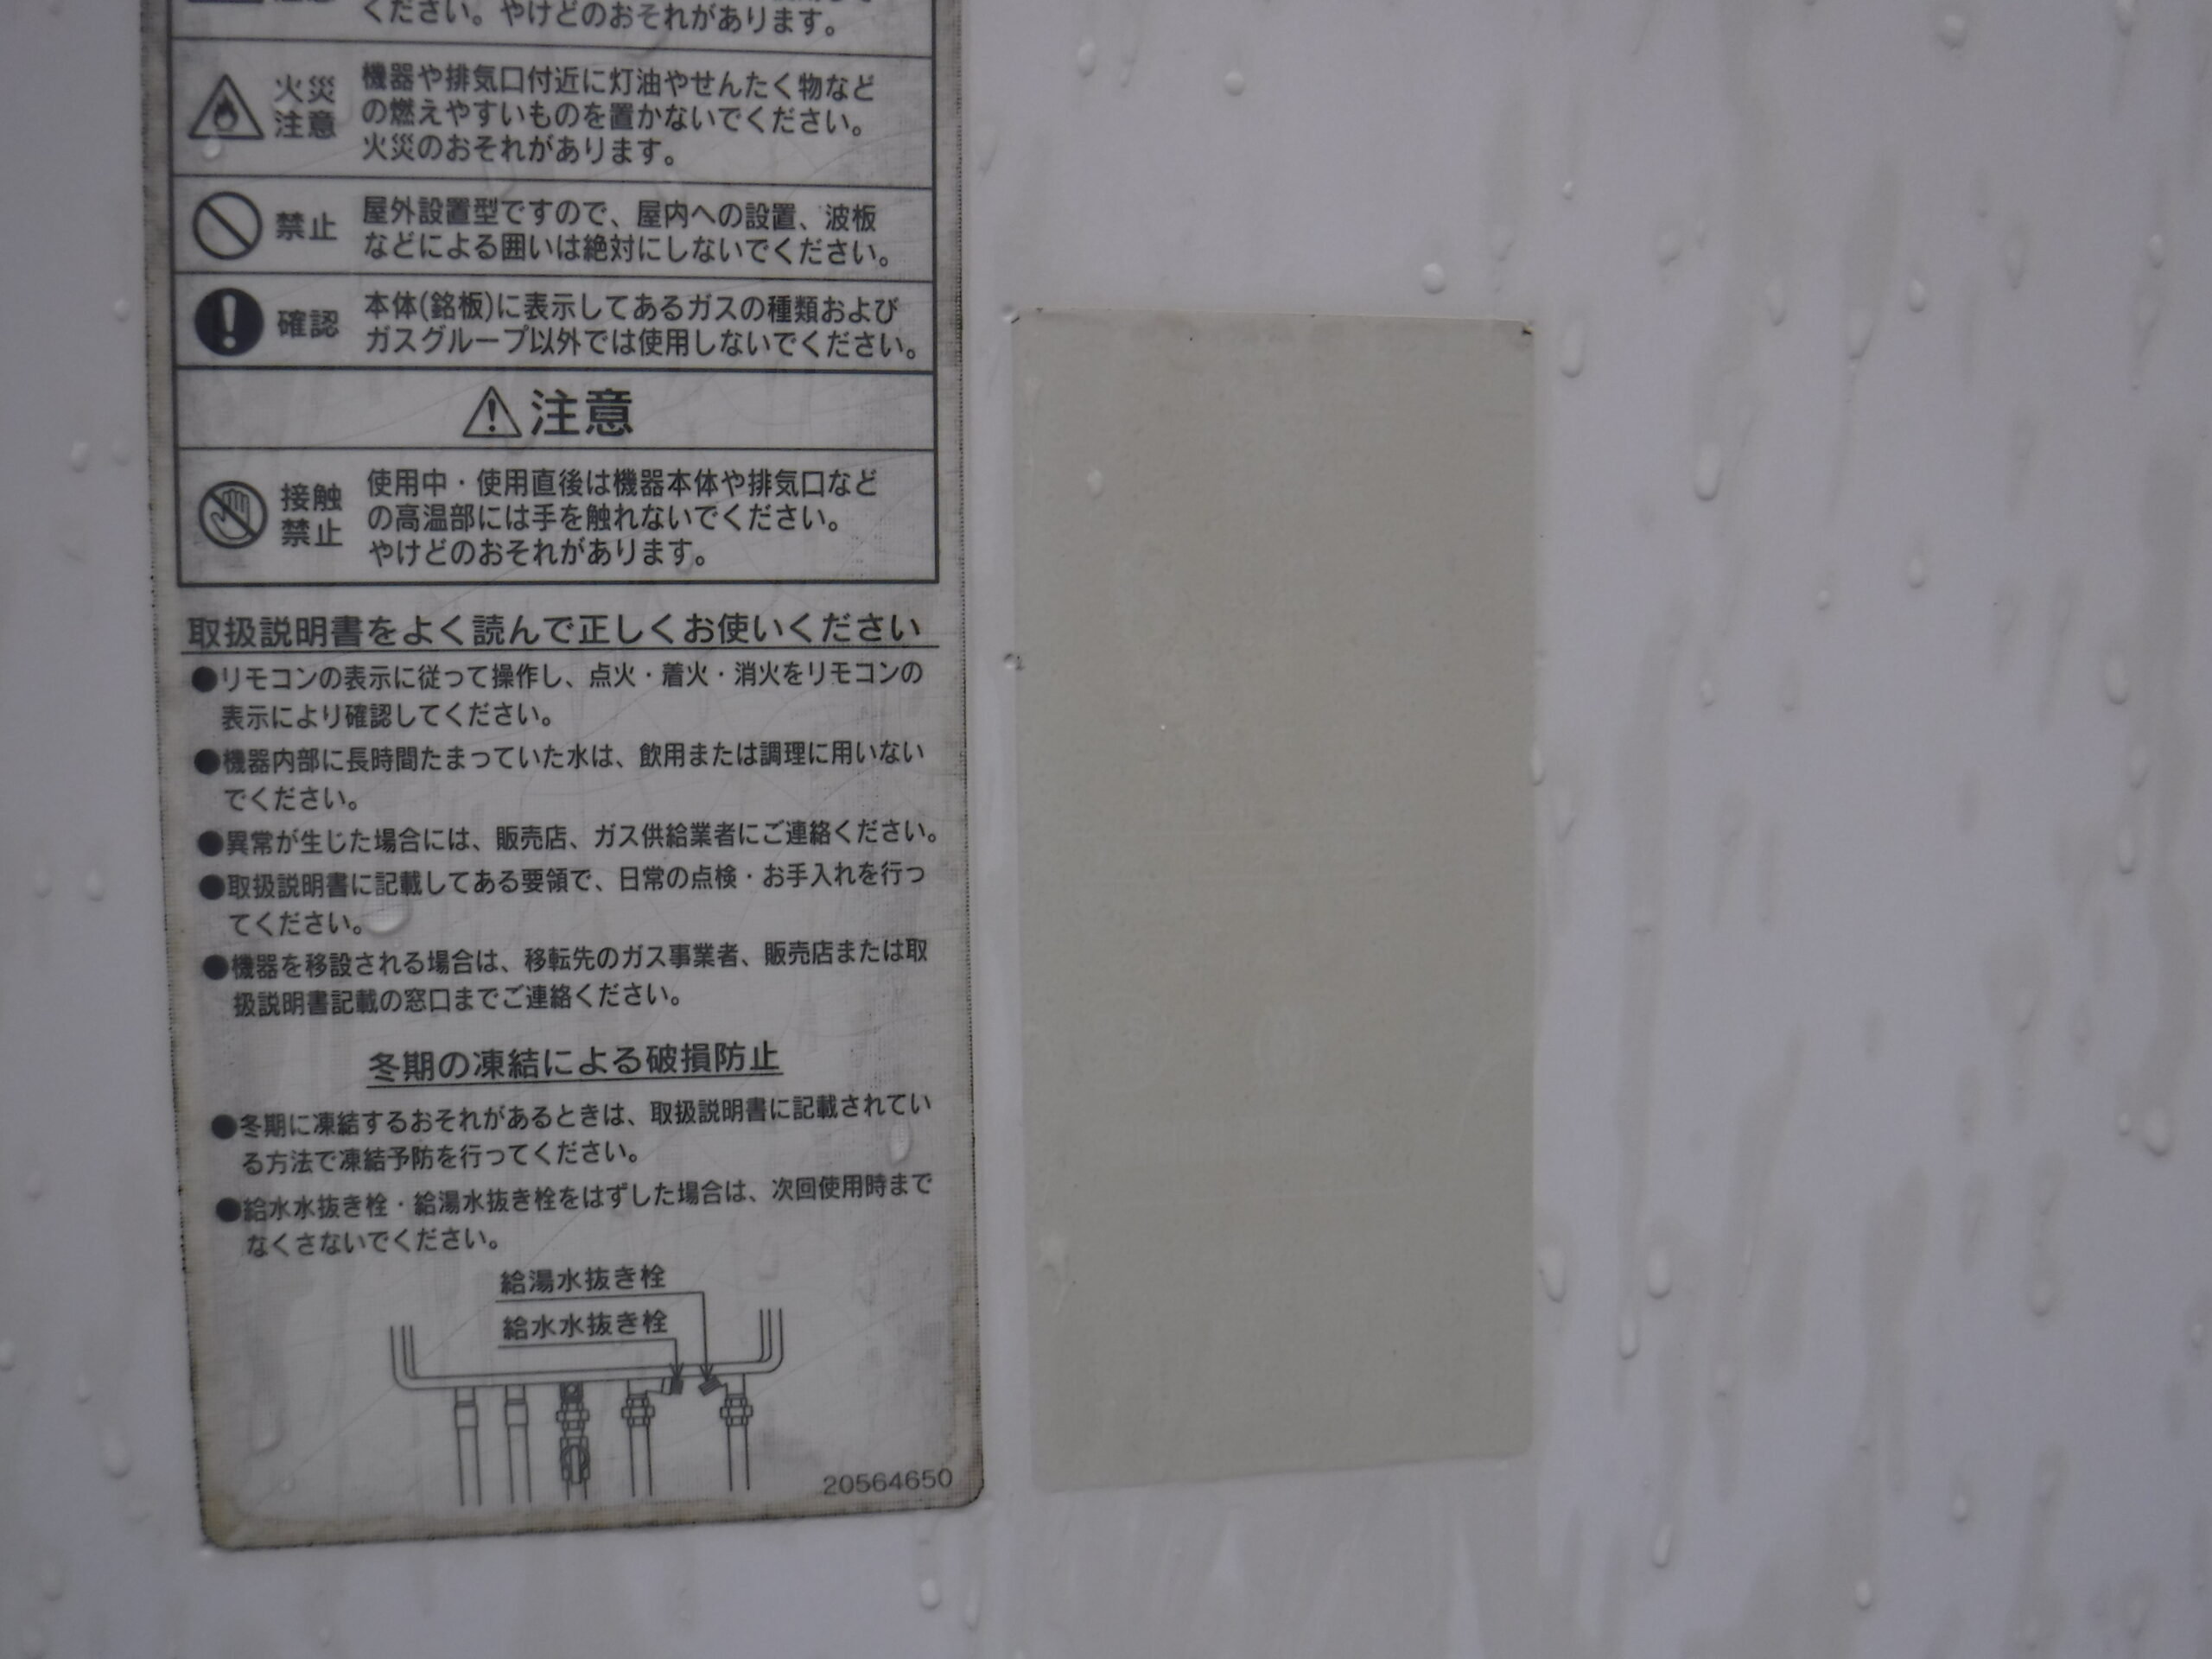 ください。やけどのおそれがあります。
火災
注意
機器や排気口付近に灯油やせんたく物など
の燃えやすいものを置かないでください。
火災のおそれがあります。
禁止
屋外設置型ですので、屋内への設置、波板
などによる囲いは絶対にしないでください。
確認
本体(銘板)に表示してあるガスの種類および
ガスグループ以外では使用しないでください。
注意
接触
禁止
使用中・使用直後は機器本体や排気口など
の高温部には手を触れないでください。
やけどのおそれがあります。
取扱説明書をよく読んで正しくお使いください
●リモコンの表示に従って操作し、点火・着火・消火をリモコンの
表示により確認してください。
●機器内部に長時間たまっていた水は、飲用または調理に用いない
でください。
●異常が生じた場合には、販売店、ガス供給業者にご連絡ください。
●取扱説明書に記載してある要領で、日常の点検・お手入れを行っ
てください。
●機器を移設される場合は、移転先のガス事業者、販売店または取
扱説明書記載の窓口までご連絡ください。
冬期の凍結による破損防止
●冬期に凍結するおそれがあるときは、取扱説明書に記載されてい
る方法で凍結予防を行ってください。
●給水水抜き栓・給湯水抜き栓をはずした場合は、次回使用時まで
なくさないでください。
給湯水抜き栓
給水水抜き栓
20564650